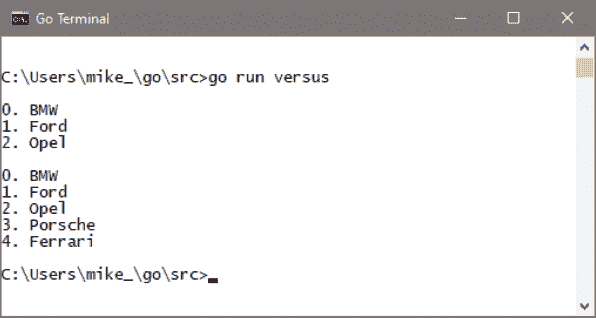 Go Terminal
C:\Users\mike_\go\src>go run versus
0. BMW
1. Ford
2. Opel
0. BMW
1. Ford
2. Opel
3. Porsche
4. Ferrari
C:\Users\mike_\go\src>